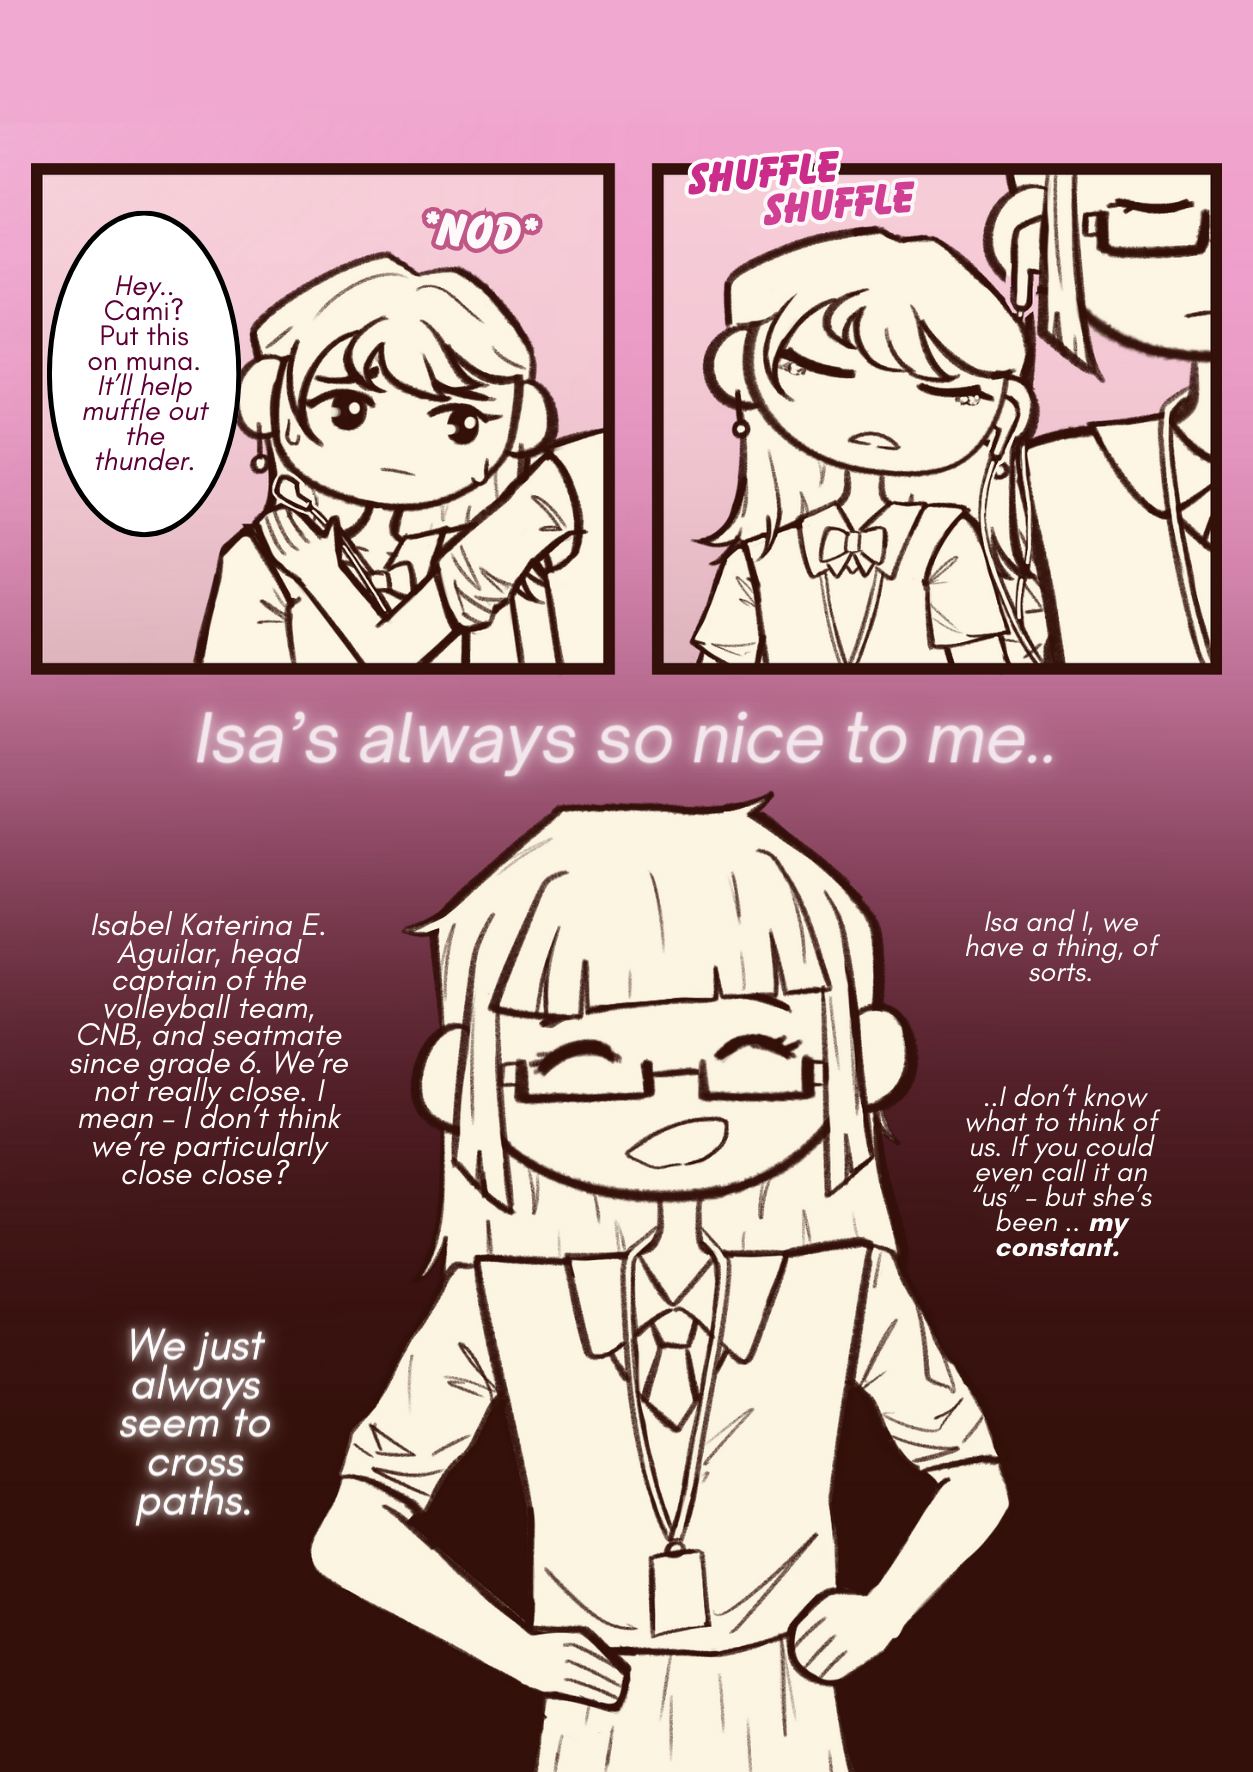 Hey..
Cami?
Put this
on muna.
It'll help
muffle out
the
thunder.
*NOD*
SHUFFLE
SHUFFLE
Isa's always so nice to me..
Isabel Katerina E.
Aguilar, head
captain of the
volleyball team,
CNB, and seatmate
since grade 6. We're
not really close. I
mean – I don't think
we're particularly
close close?
Isa and I, we
have a thing, of
sorts.
..I don't know
what to think of
us. If you could
even call it an
"us" – but she's
been .. my
constant.
We just
always
seem to
cross
paths.